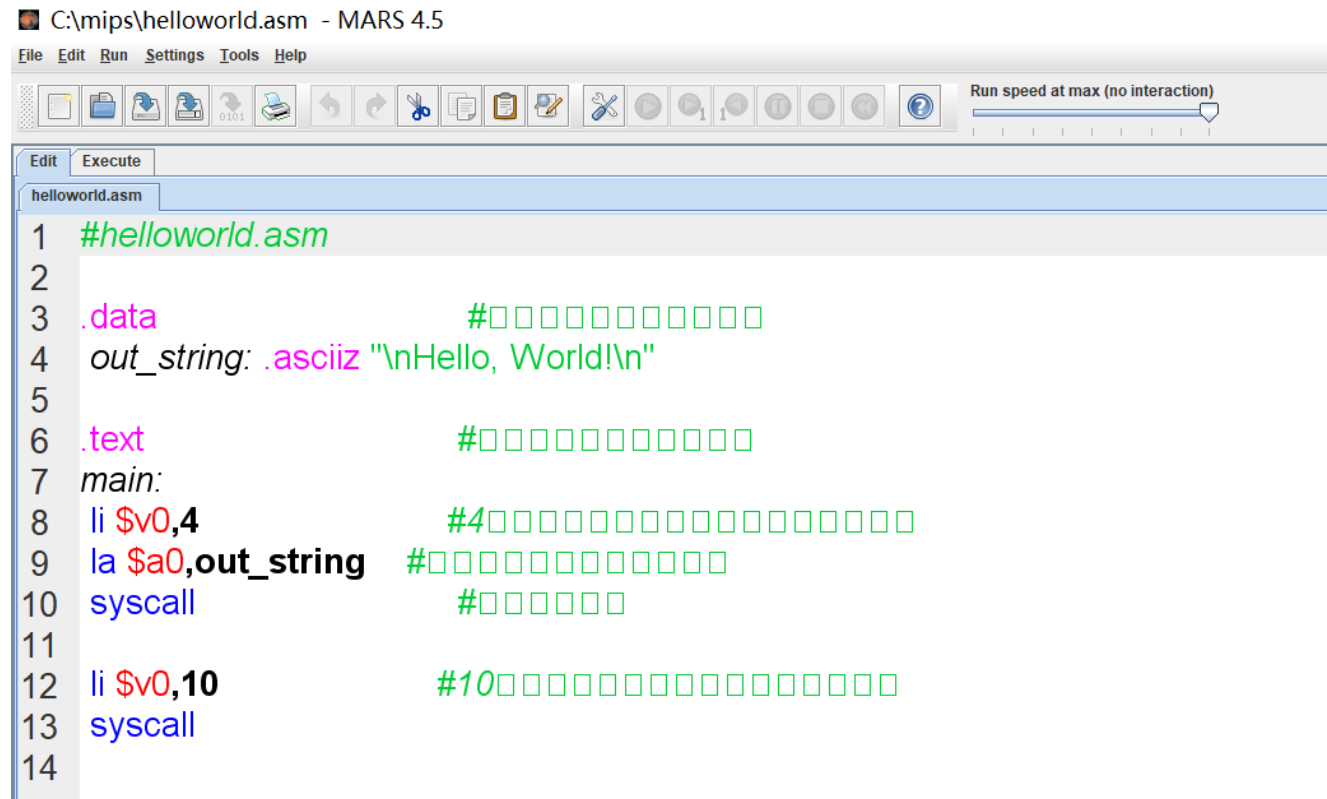 C:\mips\helloworld.asm - MARS 4.5
File Edit Run Settings Tools Help
Run speed at max (no interaction)
Edit Execute
helloworld.asm
1 #helloworld.asm
2
3 .data #
4 out_string: .asciiz "\nHello, World!\n"
5
6 .text #
7 main:
8 li $v0,4 #4
9 la $a0,out_string #
10 syscall #
11
12 li $v0,10 #10
13 syscall
14